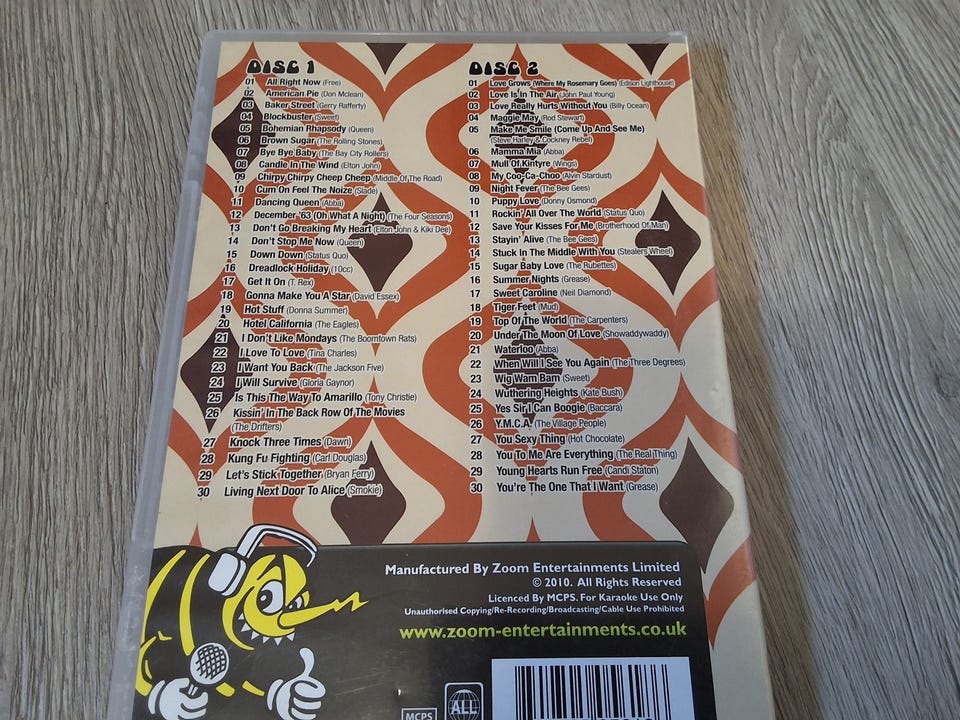 DISC 1
01 All Right Now (Free)
02 American Pie (Don Mclean)
03 Baker Street (Gerry Rafferty)
04 Blockbuster (Sweet)
05 Bohemian Rhapsody (Queen)
06 Brown Sugar (The Rolling Stones)
07 Bye Bye Baby (The Bay City Rollers)
08 Candle In The Wind (Elton John)
09 Chirpy Chirpy Cheep Cheep (Middle Of The Road)
10 Cum On Feel The Noize (Slade)
11 Dancing Queen (Abba)
12 December '63 (Oh What A Night) (The Four Seasons)
13 Don't Go Breaking My Heart (Elton John & Kiki Dee)
14 Don't Stop Me Now (Queen)
15 Down Down (Status Quo)
16 Dreadlock Holiday (10cc)
17 Get It On (T. Rex)
18 Gonna Make You A Star (David Essex)
19 Hot Stuff (Donna Summer)
20 Hotel California (The Eagles)
21 I Don't Like Mondays (The Boomtown Rats)
22 I Love To Love (Tina Charles)
23 I Want You Back (The Jackson Five)
24 I Will Survive (Gloria Gaynor)
25 Is This The Way To Amarillo (Tony Christie)
26 Kissin' In The Back Row Of The Movies
(The Drifters)
27 Knock Three Times (Dawn)
28 Kung Fu Fighting (Carl Douglas)
29 Let's Stick Together (Bryan Ferry)
30 Living Next Door To Alice (Smokie)
DISC 2
01 Love Grows (Where My Rosemary Goes) (Edison Lighthouse)
02 Love Is In The Air (John Paul Young)
03 Love Really Hurts Without You (Billy Ocean)
04 Maggie May (Rod Stewart)
05 Make Me Smile (Come Up And See Me)
(Steve Harley & Cockney Rebel)
06 Mamma Mia (Abba)
07 Mull Of Kintyre (Wings)
08 My Coo-Ca-Choo (Alvin Stardust)
09 Night Fever (The Bee Gees)
10 Puppy Love (Donny Osmond)
11 Rockin' All Over The World (Status Quo)
12 Save Your Kisses For Me (Brotherhood Of Man)
13 Stayin' Alive (The Bee Gees)
14 Stuck In The Middle With You (Stealers Wheel)
15 Sugar Baby Love (The Rubettes)
16 Summer Nights (Grease)
17 Sweet Caroline (Neil Diamond)
18 Tiger Feet (Mud)
19 Top Of The World (The Carpenters)
20 Under The Moon Of Love (Showaddywaddy)
21 Waterloo (Abba)
22 When Will I See You Again (The Three Degrees)
23 Wig Wam Bam (Sweet)
24 Wuthering Heights (Kate Bush)
25 Yes Sir I Can Boogie (Baccara)
26 Y.M.C.A. (The Village People)
27 You Sexy Thing (Hot Chocolate)
28 You To Me Are Everything (The Real Thing)
29 Young Hearts Run Free (Candi Staton)
30 You're The One That I Want (Grease)
Manufactured By Zoom Entertainments Limited
© 2010. All Rights Reserved
Licenced By MCPS. For Karaoke Use Only
Unauthorised Copying/Re-Recording/Broadcasting/Cable Use Prohibited
www.zoom-entertainments.co.uk
MCPS
ALL